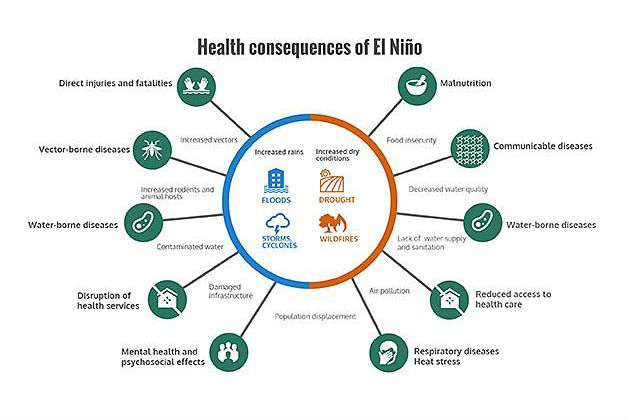 Health consequences of El Niño
Direct injuries and fatalities
Malnutrition
Increased vectors
Food insecurity
Vector-borne diseases
Increased rains
Increased dry
conditions
Communicable diseases
Increased rodents and
animal hosts
FLOODS
DROUGHT
Decreased water quality
Water-borne diseases
Water-borne diseases
Contaminated water
STORMS,
CYCLONES
WILDFIRES
Lack of water supply
and sanitation
Disruption of
health services
Damaged
infrastructure
Air pollution
Reduced access to
health care
Population displacement
Mental health and
psychosocial effects
Respiratory diseases
Heat stress